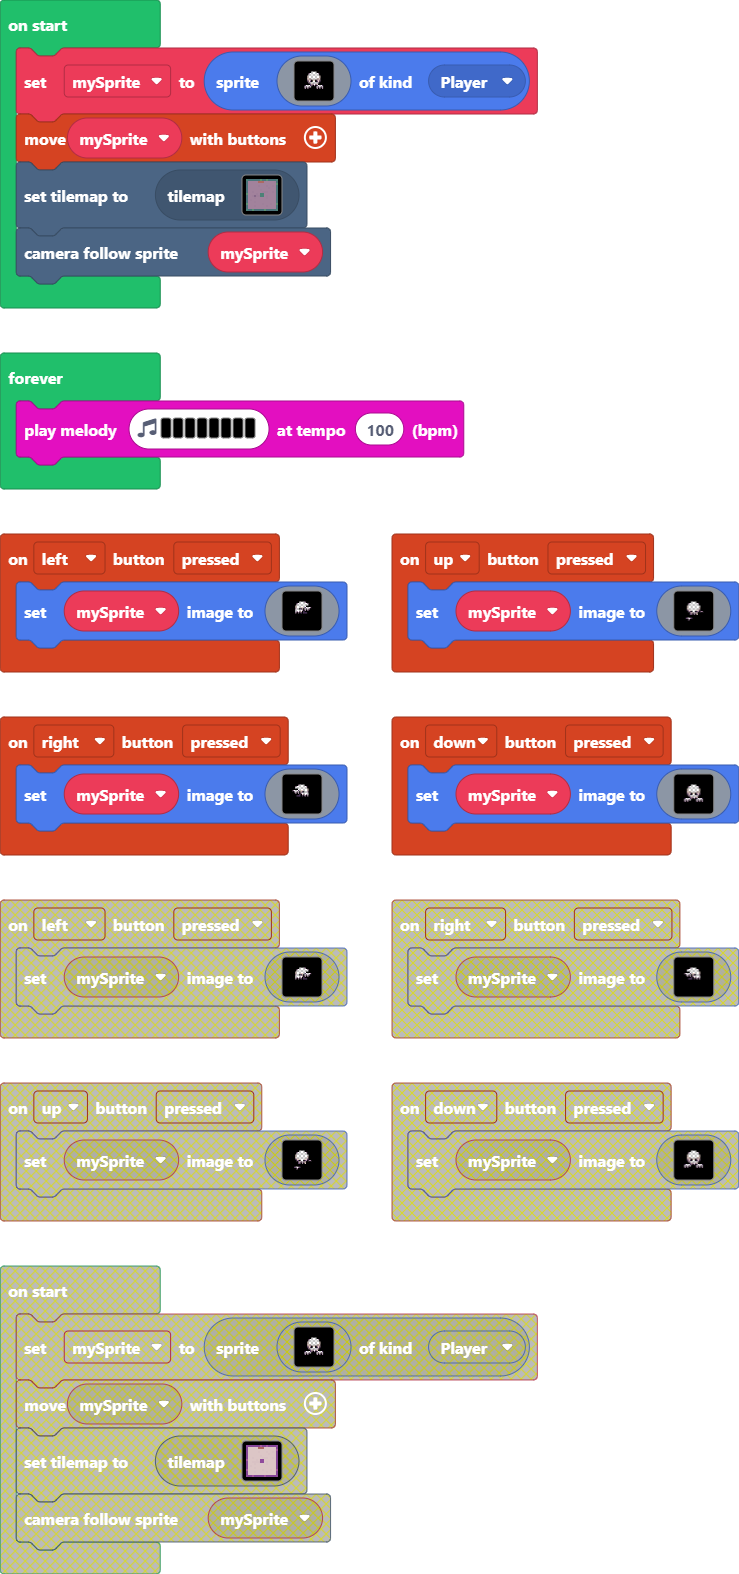 on start
set mySprite to sprite of kind Player
move mySprite with buttons
set tilemap to tilemap
camera follow sprite mySprite
forever
play melody at tempo 100 (bpm)
on left button pressed
set mySprite image to
on up button pressed
set mySprite image to
on right button pressed
set mySprite image to
on down button pressed
set mySprite image to
on left button pressed
set mySprite image to
on right button pressed
set mySprite image to
on up button pressed
set mySprite image to
on down button pressed
set mySprite image to
on start
set mySprite to sprite of kind Player
move mySprite with buttons
set tilemap to tilemap
camera follow sprite mySprite